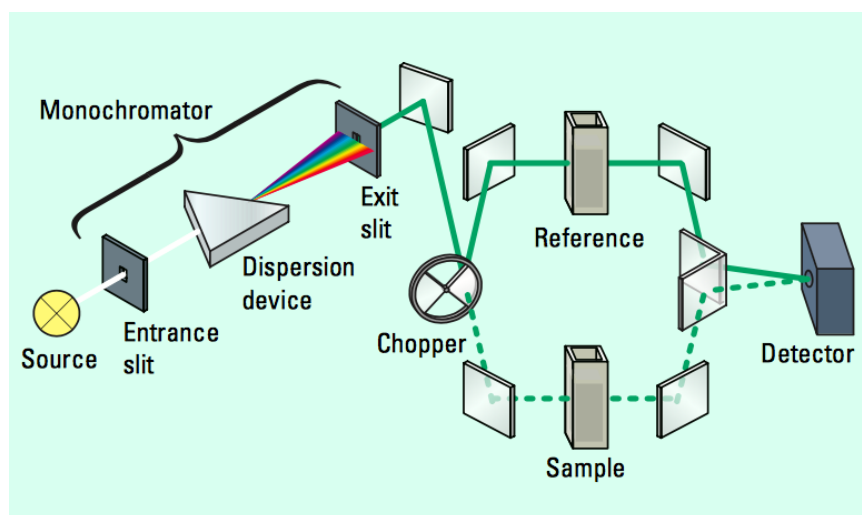 Monochromator
Exit
slit
Reference
Dispersion
device
Chopper
Entrance
slit
Source
Detector
Sample